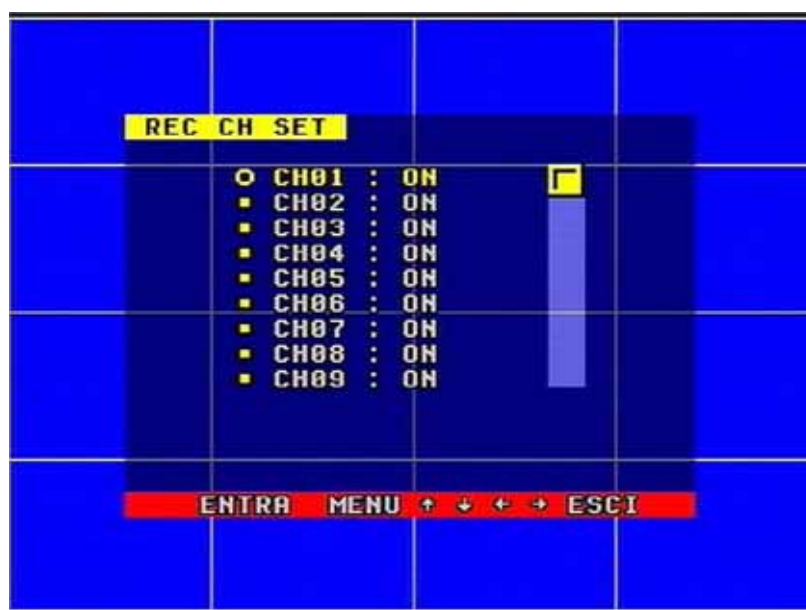 REC CH SET
CH01 : ON
CH02 : ON
CH03 : ON
CH04 : ON
CH05 : ON
CH06 : ON
CH07 : ON
CH08 : ON
CH09 : ON
ENTRA MENU ↑ ↓ ← → ESCI